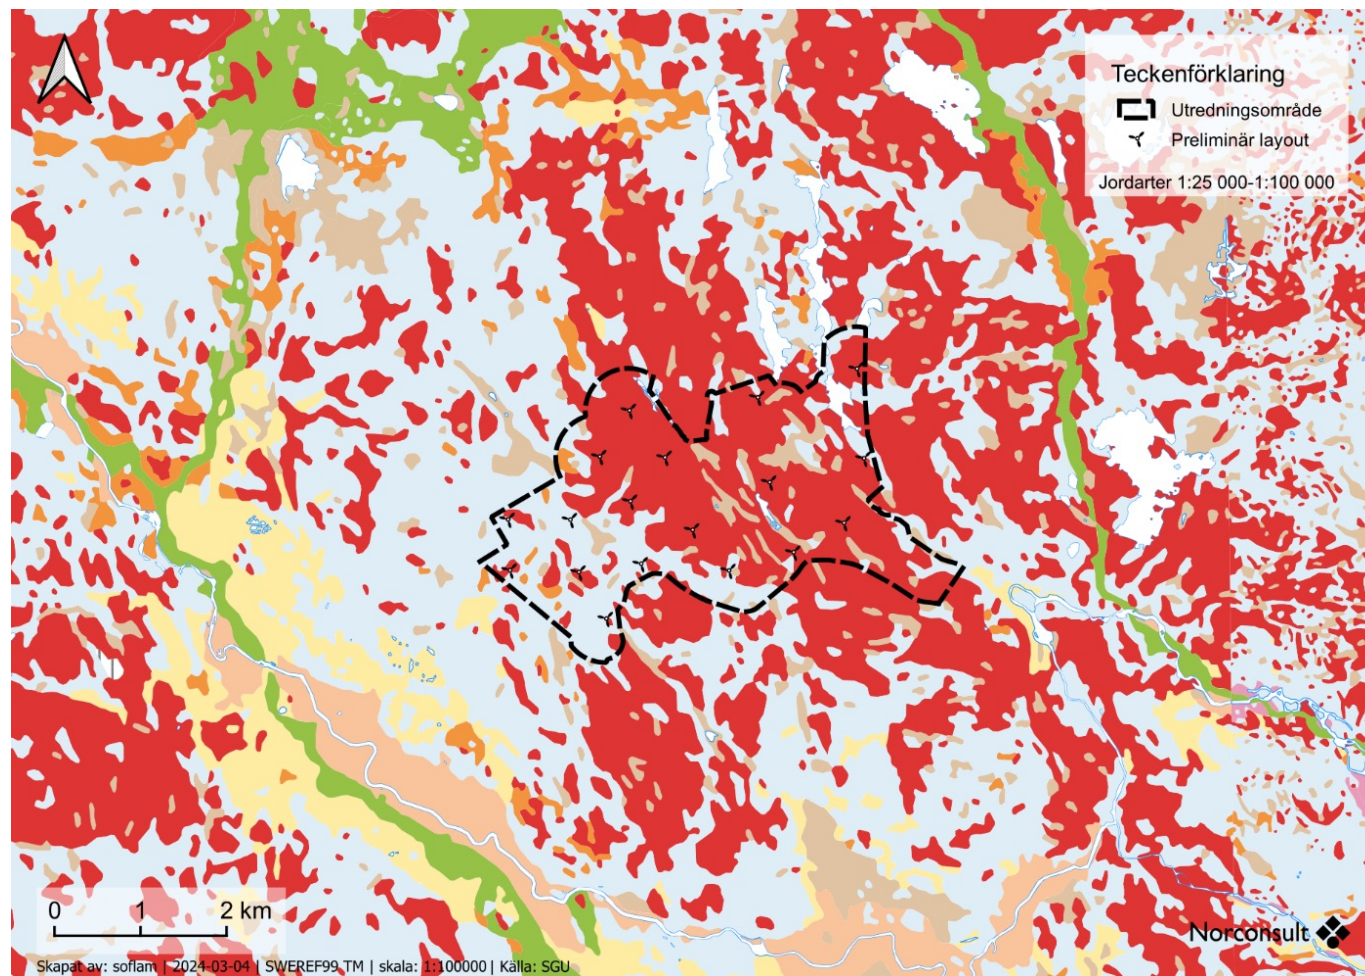 Teckenförklaring
Utredningsområde
Preliminär layout
Jordarter 1:25 000-1:100 000
0 1 2 km
Norconsult
Skapat av: soflam | 2024-03-04 | SWEREF99 TM | skala: 1:100000 | Källa: SGU